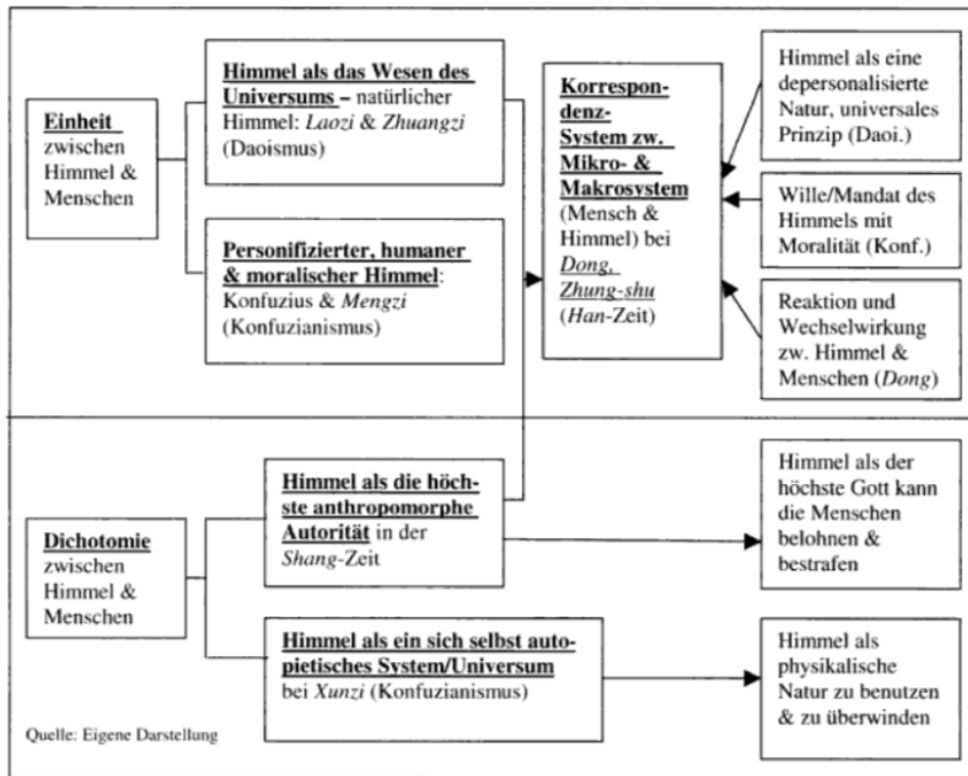 Einheit
zwischen
Himmel &
Menschen
Himmel als das Wesen des
Universums – natürlicher
Himmel: Laozi & Zhuangzi
(Daoismus)
Personifizierter, humaner
& moralischer Himmel:
Konfuzius & Mengzi
(Konfuzianismus)
Korrespon-
denz-
System zw.
Mikro- &
Makrosystem
(Mensch &
Himmel) bei
Dong,
Zhung-shu
(Han-Zeit)
Himmel als eine
depersonalisierte
Natur, universales
Prinzip (Daoi.)
Wille/Mandat des
Himmels mit
Moralität (Konf.)
Reaktion und
Wechselwirkung
zw. Himmel &
Menschen (Dong)
Dichotomie
zwischen
Himmel &
Menschen
Himmel als die höch-
ste anthropomorphe
Autorität in der
Shang-Zeit
Himmel als der
höchste Gott kann
die Menschen
belohnen &
bestrafen
Himmel als ein sich selbst auto-
pietisches System/Universum
bei Xunzi (Konfuzianismus)
Himmel als
physikalische
Natur zu benutzen
& zu überwinden
Quelle: Eigene Darstellung